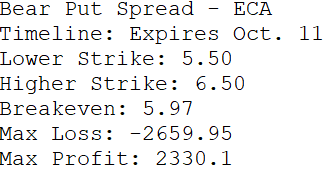 Bear Put Spread - ECA
Timeline: Expires Oct. 11
Lower Strike: 5.50
Higher Strike: 6.50
Breakeven: 5.97
Max Loss: -2659.95
Max Profit: 2330.1